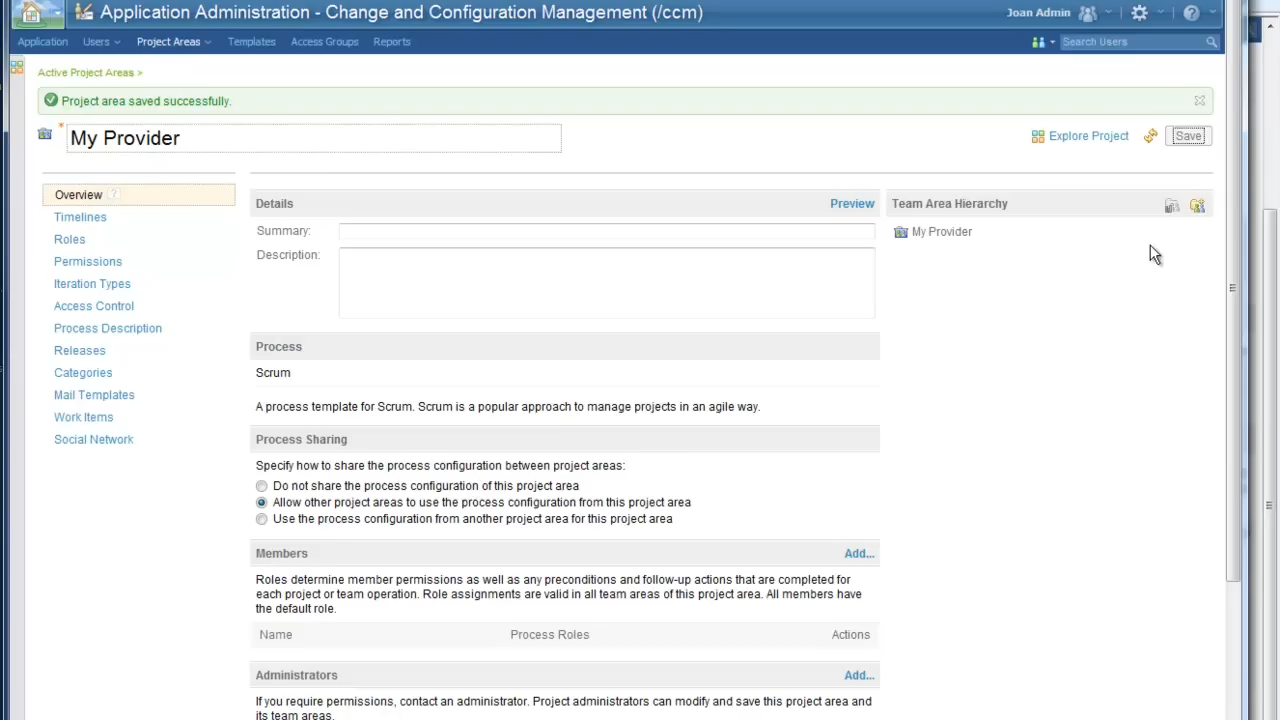 Application Administration - Change and Configuration Management (/ccm)
Joan Admin
Application Users Project Areas Templates Access Groups Reports
Search Users
Active Project Areas >
Project area saved successfully.
* My Provider
Explore Project
Save
Overview ?
Timelines
Roles
Permissions
Iteration Types
Access Control
Process Description
Releases
Categories
Mail Templates
Work Items
Social Network
Details Preview
Summary:
Description:
Process
Scrum
A process template for Scrum. Scrum is a popular approach to manage projects in an agile way.
Process Sharing
Specify how to share the process configuration between project areas:
Do not share the process configuration of this project area
Allow other project areas to use the process configuration from this project area
Use the process configuration from another project area for this project area
Members Add...
Roles determine member permissions as well as any preconditions and follow-up actions that are completed for
each project or team operation. Role assignments are valid in all team areas of this project area. All members have
the default role.
Name Process Roles Actions
Administrators Add...
If you require permissions, contact an administrator. Project administrators can modify and save this project area and
its team areas.
Team Area Hierarchy
My Provider